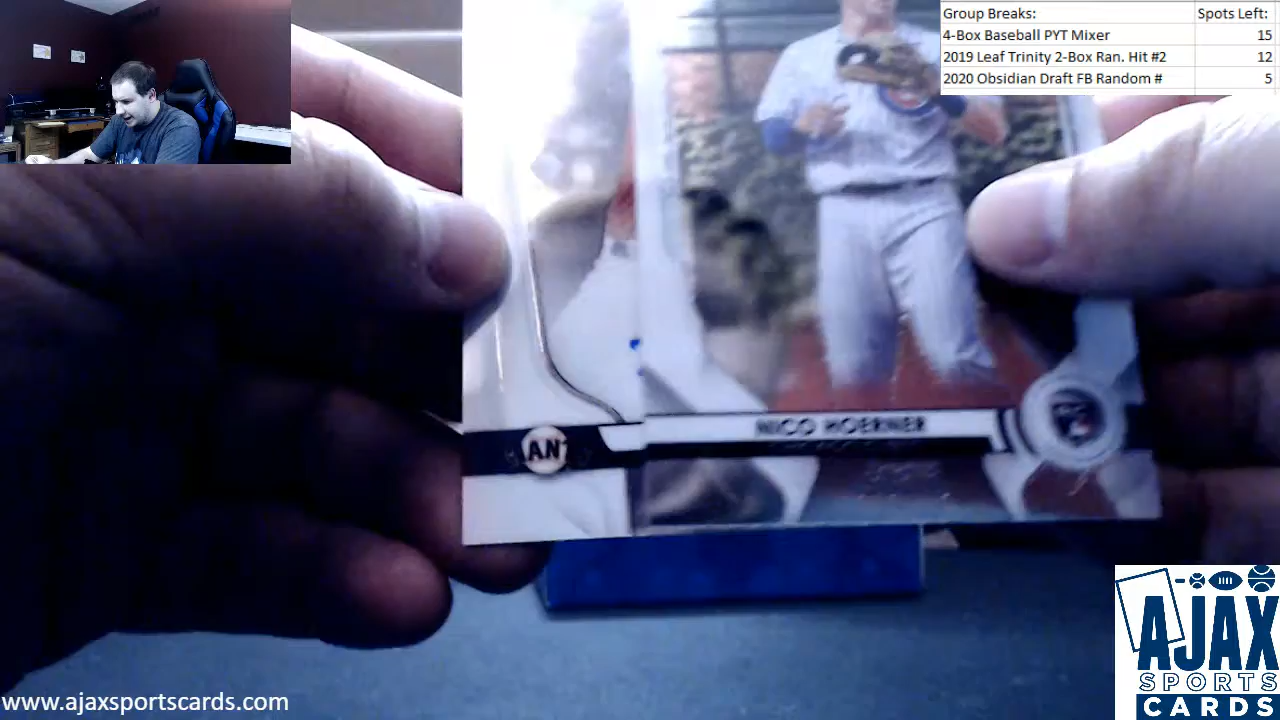 Group Breaks: Spots Left:
4-Box Baseball PYT Mixer 15
2019 Leaf Trinity 2-Box Ran. Hit #2 12
2020 Obsidian Draft FB Random # 5
NICO HOERNER
AN
AJAX
SPORTS
CARDS
www.ajaxsportscards.com